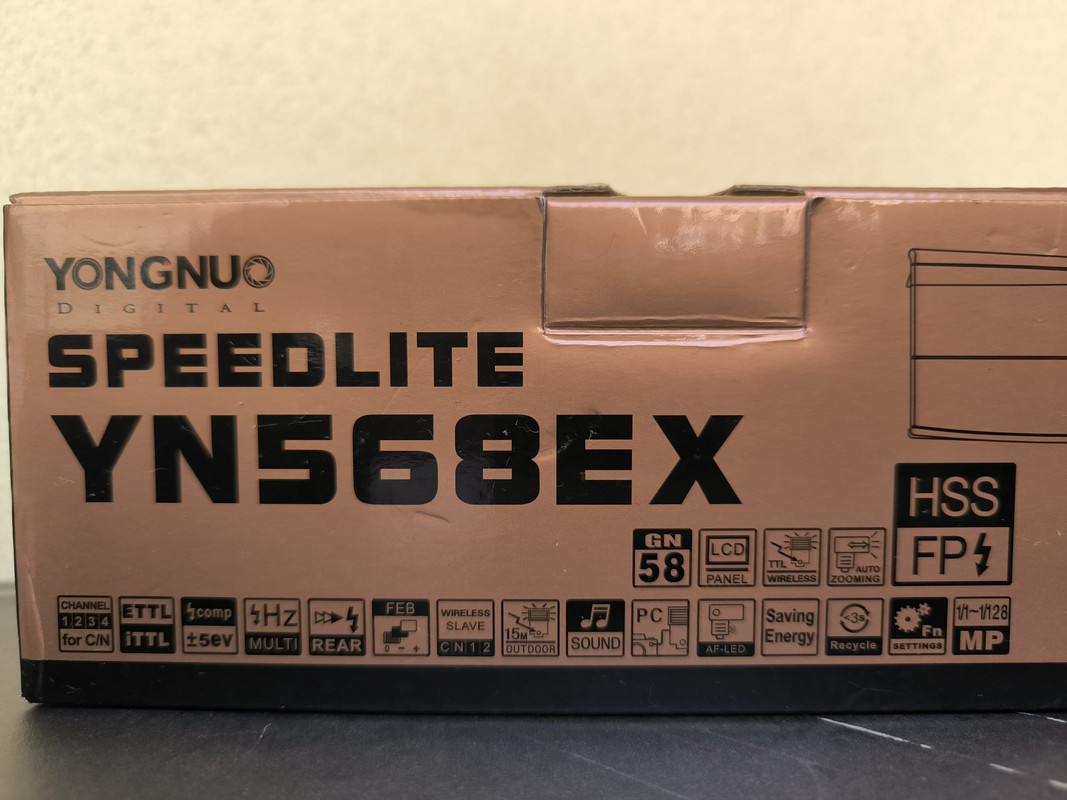 YONGNUO
DIGITAL
SPEEDLITE
YN568EX
HSS
FP
GN
58
LCD
PANEL
TTL
WIRELESS
AUTO
ZOOMING
CHANNEL
1 2 3 4
for C/N
ETTL
iTTL
comp
±5ev
Hz
MULTI
REAR
FEB
0 - +
WIRELESS
SLAVE
C N 1 2
15M
OUTDOOR
SOUND
PC
AF-LED
Saving
Energy
<3s
Recycle
Fn
SETTINGS
1/1~1/128
MP